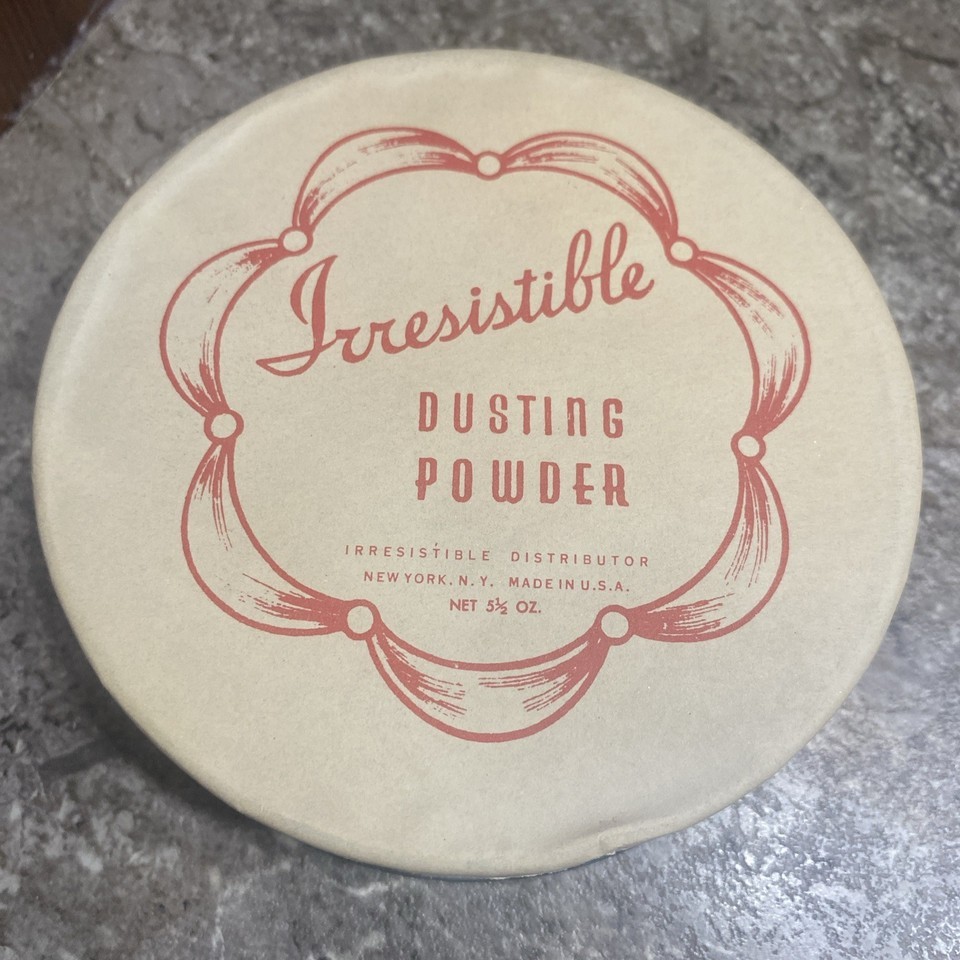 Irresistible
DUSTING
POWDER
IRRESISTIBLE DISTRIBUTOR
NEW YORK, N.Y. MADE IN U.S.A.
NET 5½ OZ.